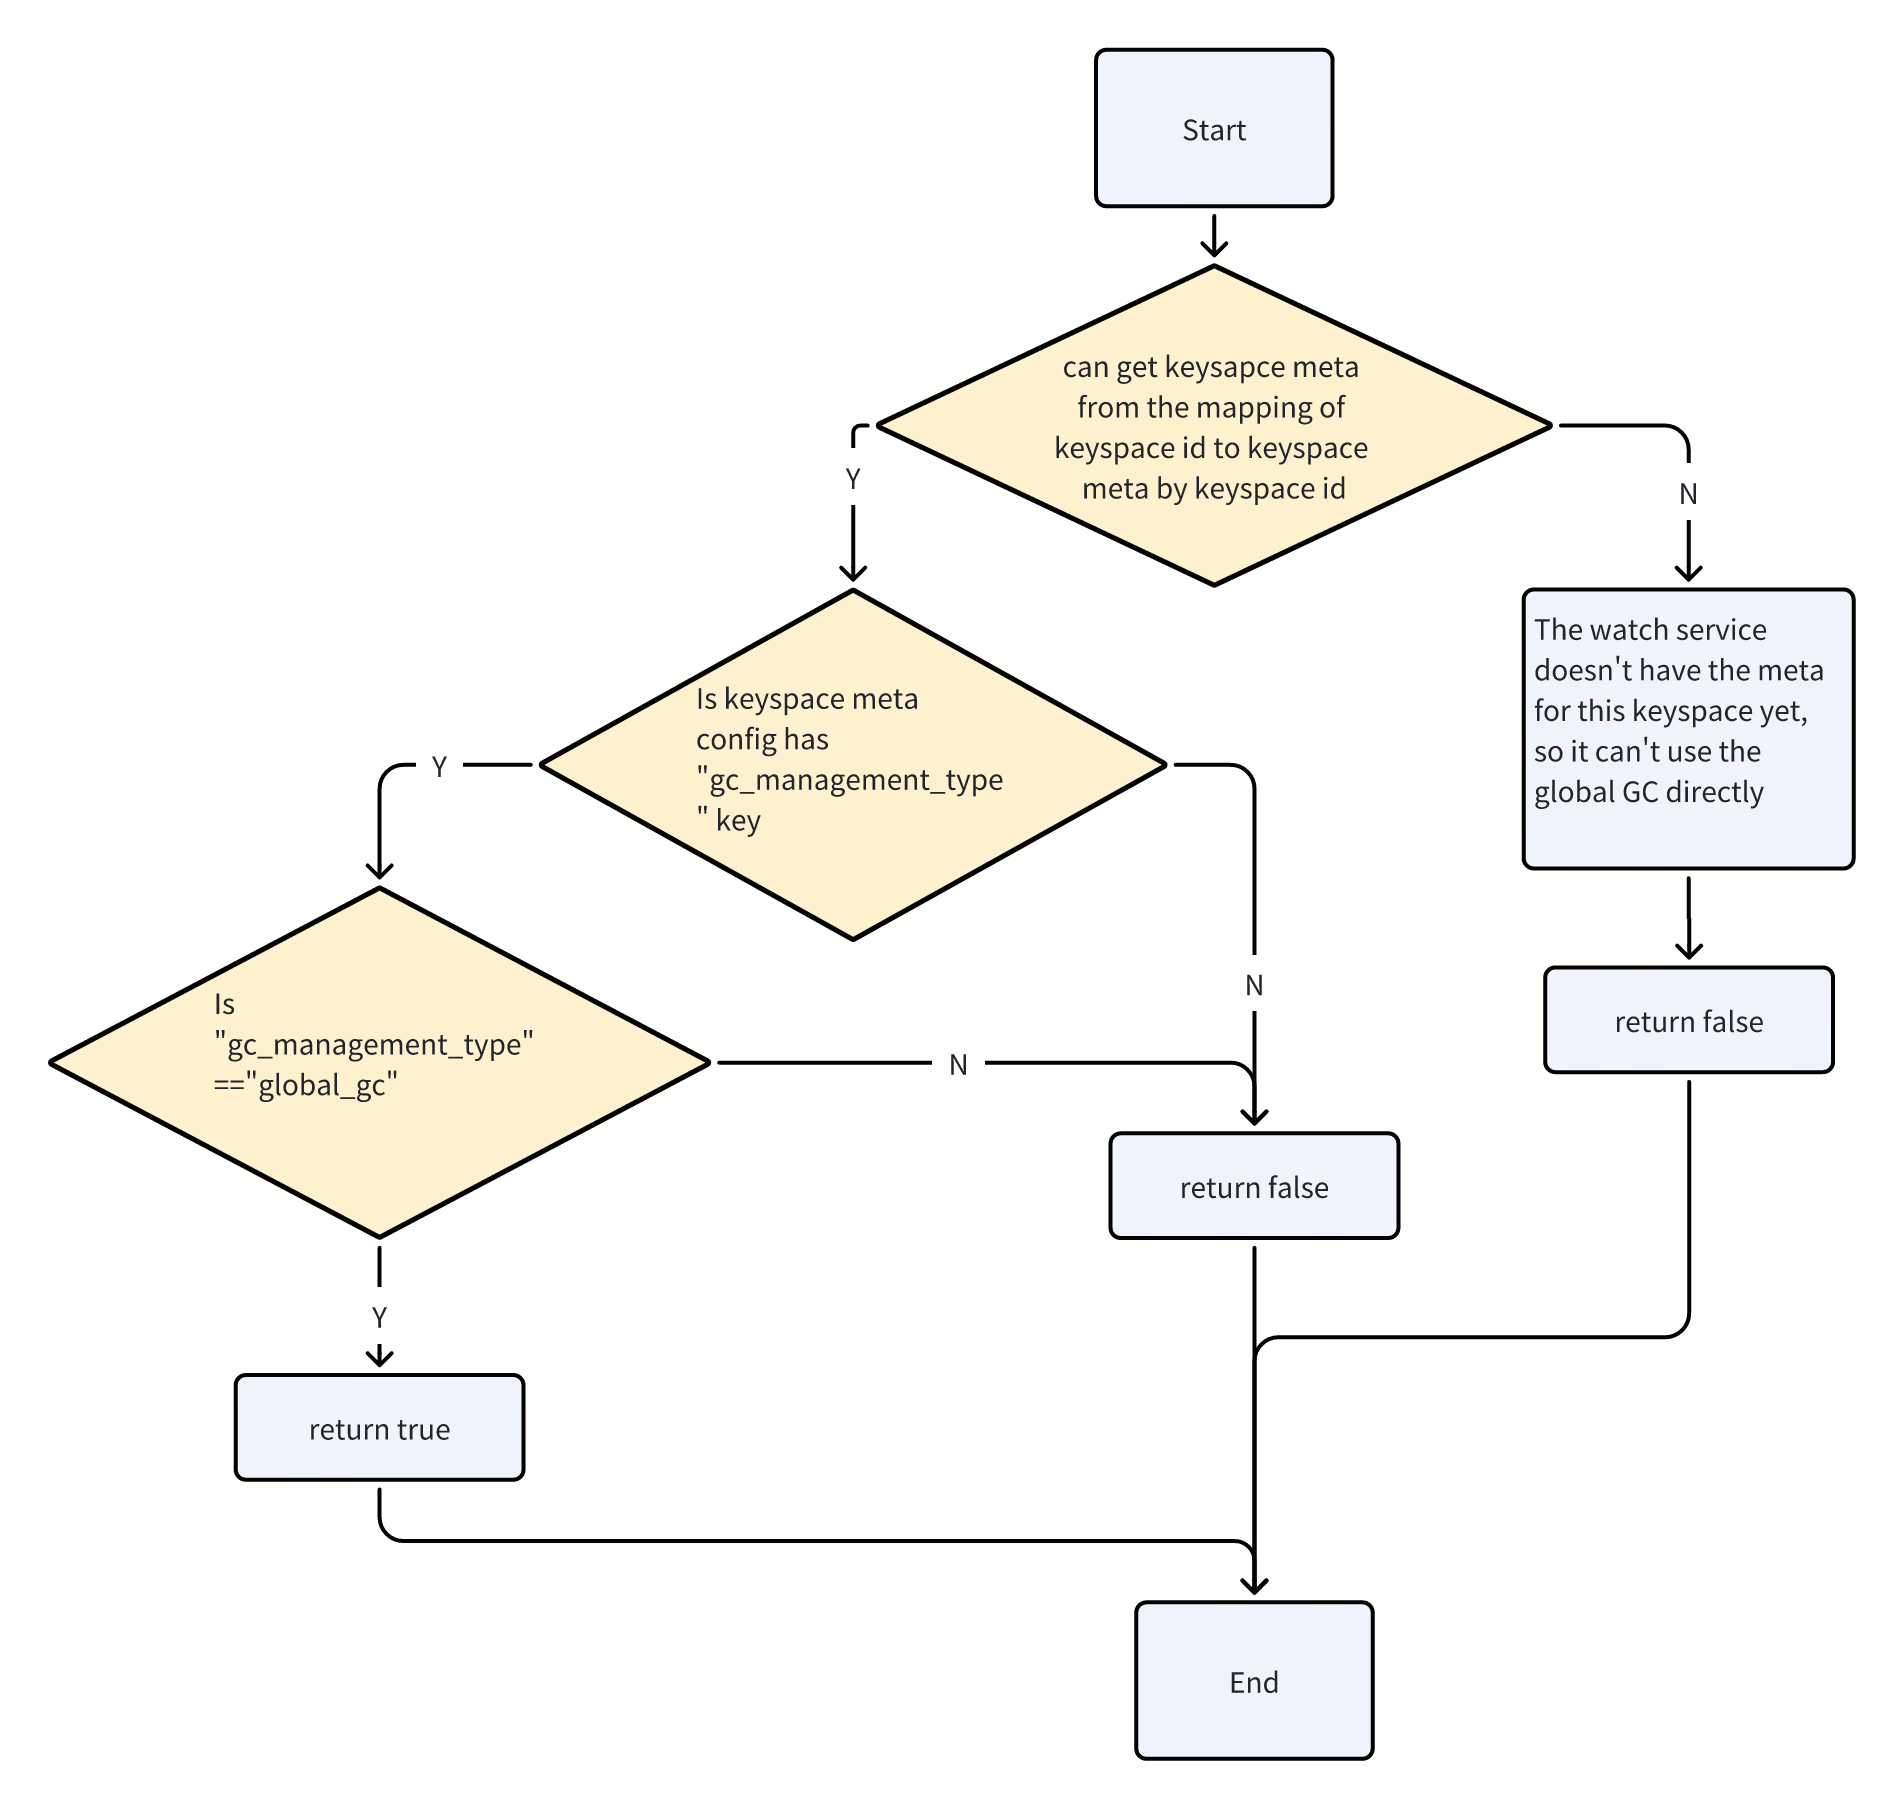 Start
can get keysapce meta
from the mapping of
keyspace id to keyspace
meta by keyspace id
Y
N
Is keyspace meta
config has
"gc_management_type
" key
The watch service
doesn't have the meta
for this keyspace yet,
so it can't use the
global GC directly
Y
N
Is
"gc_management_type"
=="global_gc"
N
return false
return false
Y
return true
End